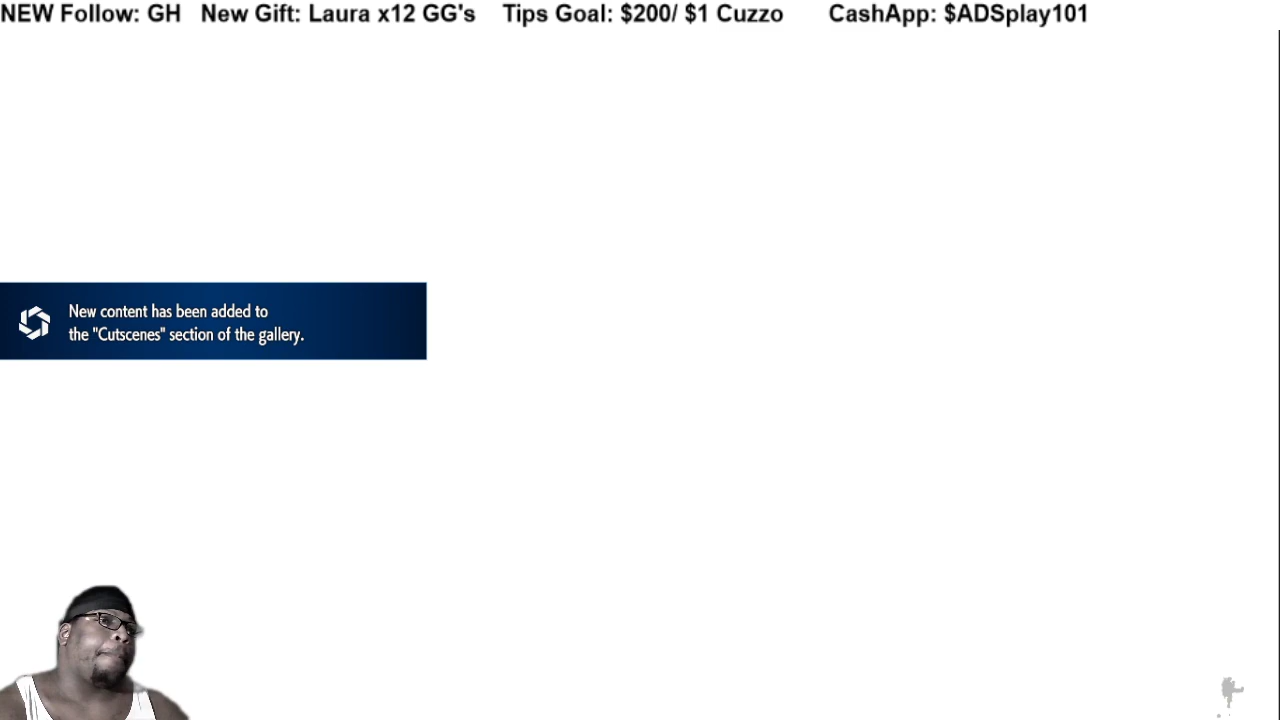 NEW Follow: GH New Gift: Laura x12 GG's Tips Goal: $200/ $1 Cuzzo CashApp: $ADSplay101
New content has been added to
the "Cutscenes" section of the gallery.